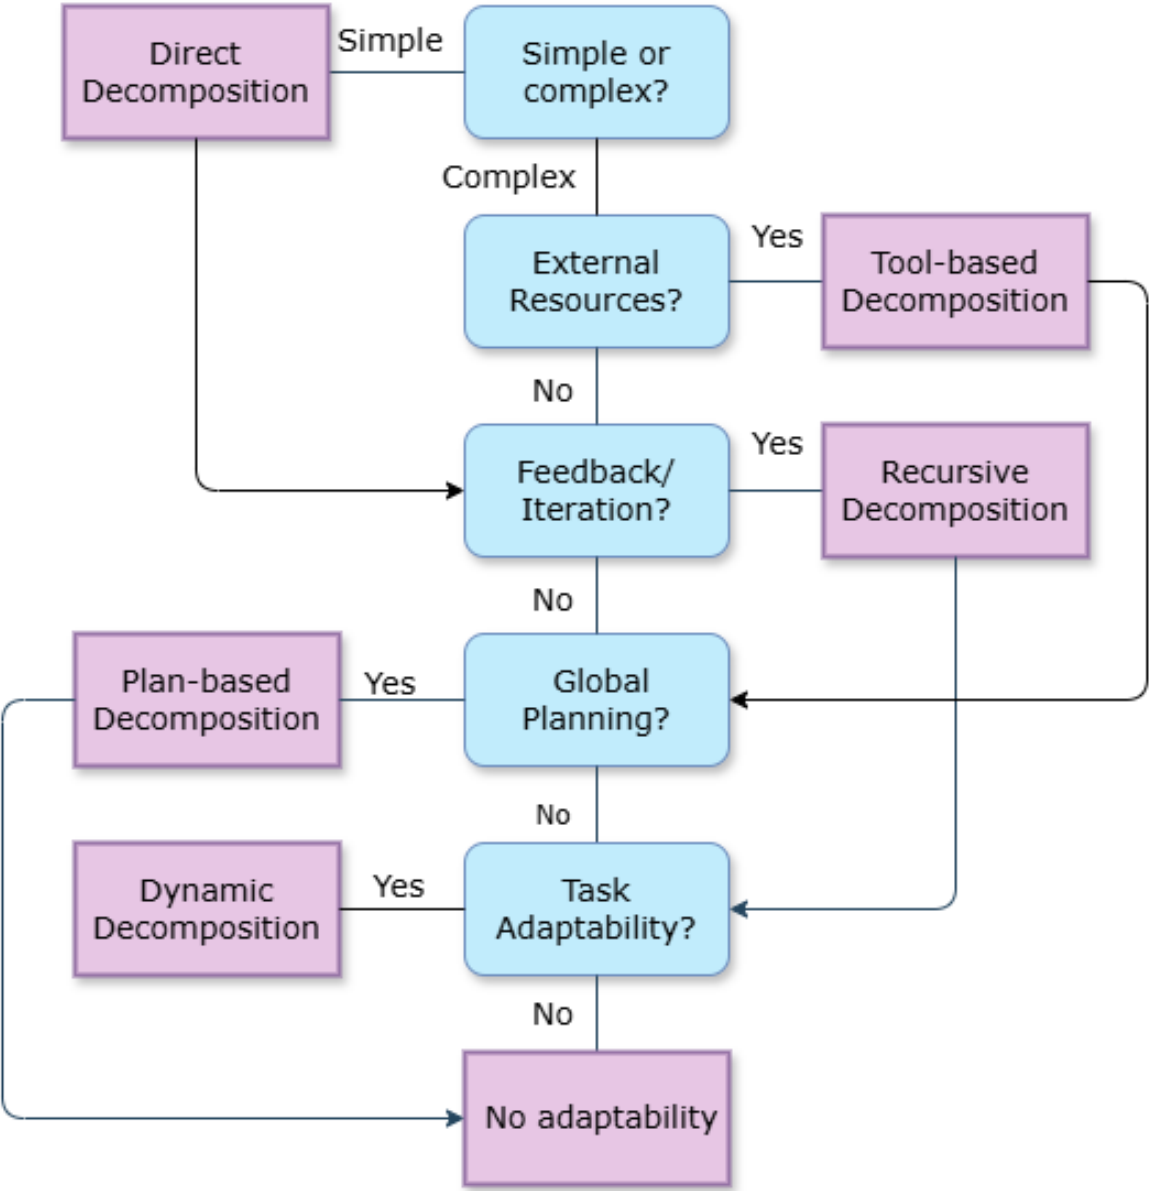 Direct
Decomposition
Simple
Simple or
complex?
Complex
External
Resources?
Yes
Tool-based
Decomposition
No
Feedback/
Iteration?
Yes
Recursive
Decomposition
No
Plan-based
Decomposition
Yes
Global
Planning?
No
Dynamic
Decomposition
Yes
Task
Adaptability?
No
No adaptability